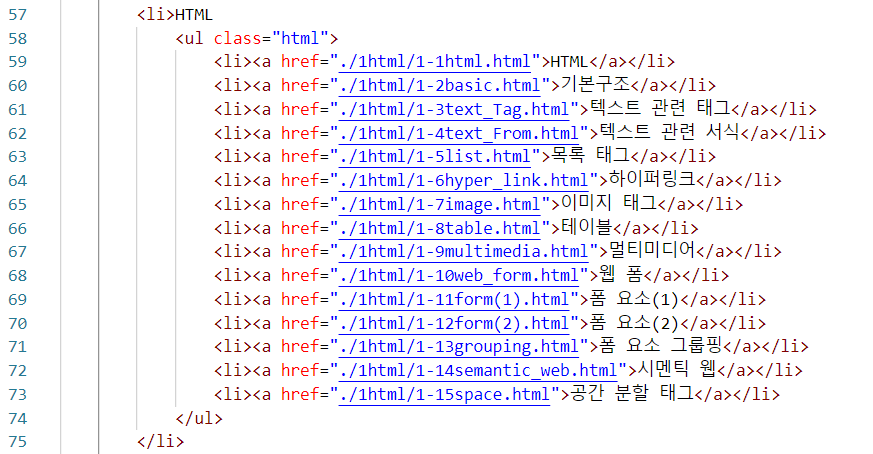 57 <li>HTML
58 <ul class="html">
59 <li><a href="./1html/1-1html.html">HTML</a></li>
60 <li><a href="./1html/1-2basic.html">기본구조</a></li>
61 <li><a href="./1html/1-3text_Tag.html">텍스트 관련 태그</a></li>
62 <li><a href="./1html/1-4text_From.html">텍스트 관련 서식</a></li>
63 <li><a href="./1html/1-5list.html">목록 태그</a></li>
64 <li><a href="./1html/1-6hyper_link.html">하이퍼링크</a></li>
65 <li><a href="./1html/1-7image.html">이미지 태그</a></li>
66 <li><a href="./1html/1-8table.html">테이블</a></li>
67 <li><a href="./1html/1-9multimedia.html">멀티미디어</a></li>
68 <li><a href="./1html/1-10web_form.html">웹 폼</a></li>
69 <li><a href="./1html/1-11form(1).html">폼 요소(1)</a></li>
70 <li><a href="./1html/1-12form(2).html">폼 요소(2)</a></li>
71 <li><a href="./1html/1-13grouping.html">폼 요소 그룹핑</a></li>
72 <li><a href="./1html/1-14semantic_web.html">시멘틱 웹</a></li>
73 <li><a href="./1html/1-15space.html">공간 분할 태그</a></li>
74 </ul>
75 </li>